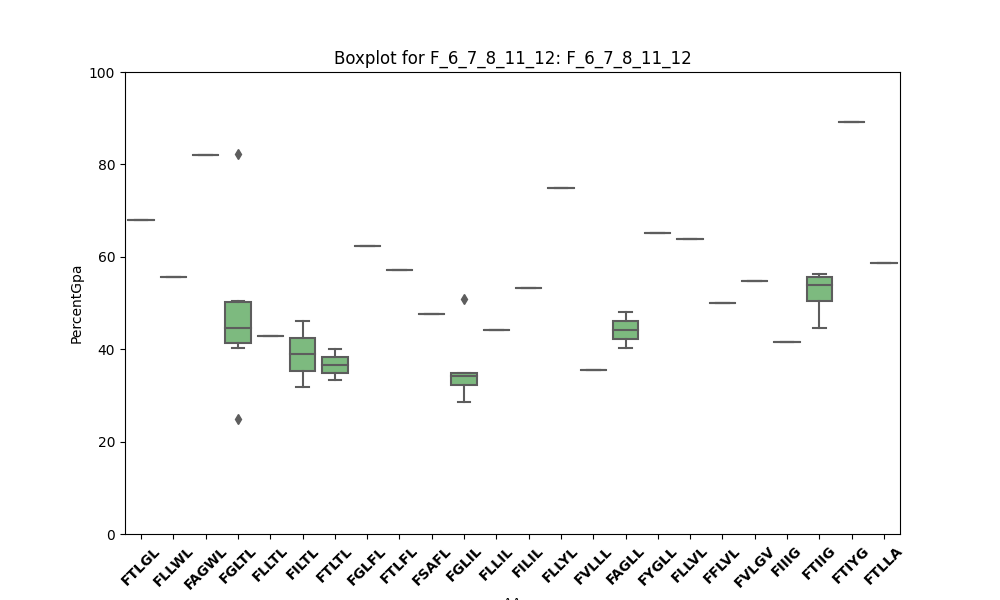 Boxplot for F_6_7_8_11_12: F_6_7_8_11_12
100
80
60
40
20
0
PercentGpa
FTLGL
FLLWL
FAGWL
FGLTL
FLLTL
FILTL
FTLTL
FGLFL
FTLFL
FSAFL
FGLIL
FLLIL
FILIL
FLLYL
FVLLL
FAGLL
FYGLL
FLLVL
FFLVL
FVLGV
FIIIG
FTIIG
FTIYG
FTLLA